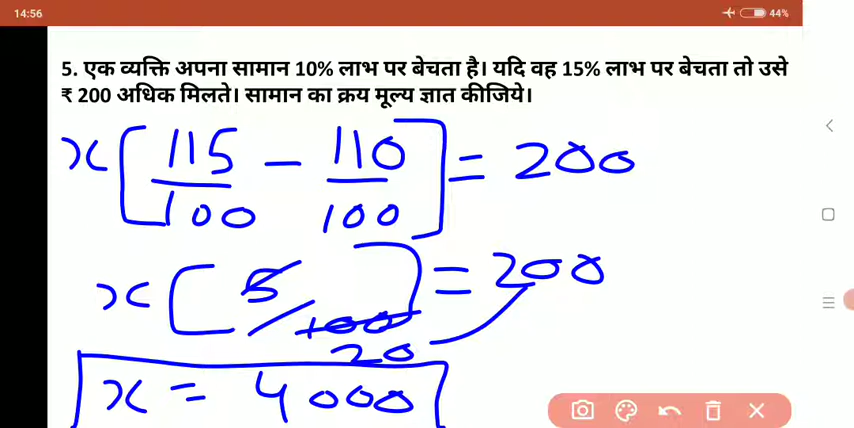 14:56 44%
5. एक व्यक्ति अपना सामान 10% लाभ पर बेचता है। यदि वह 15% लाभ पर बेचता तो उसे
₹ 200 अधिक मिलते। सामान का क्रय मूल्य ज्ञात कीजिये।
x[115/100 - 110/100] = 200
x[5/100] = 200
20
x = 4000